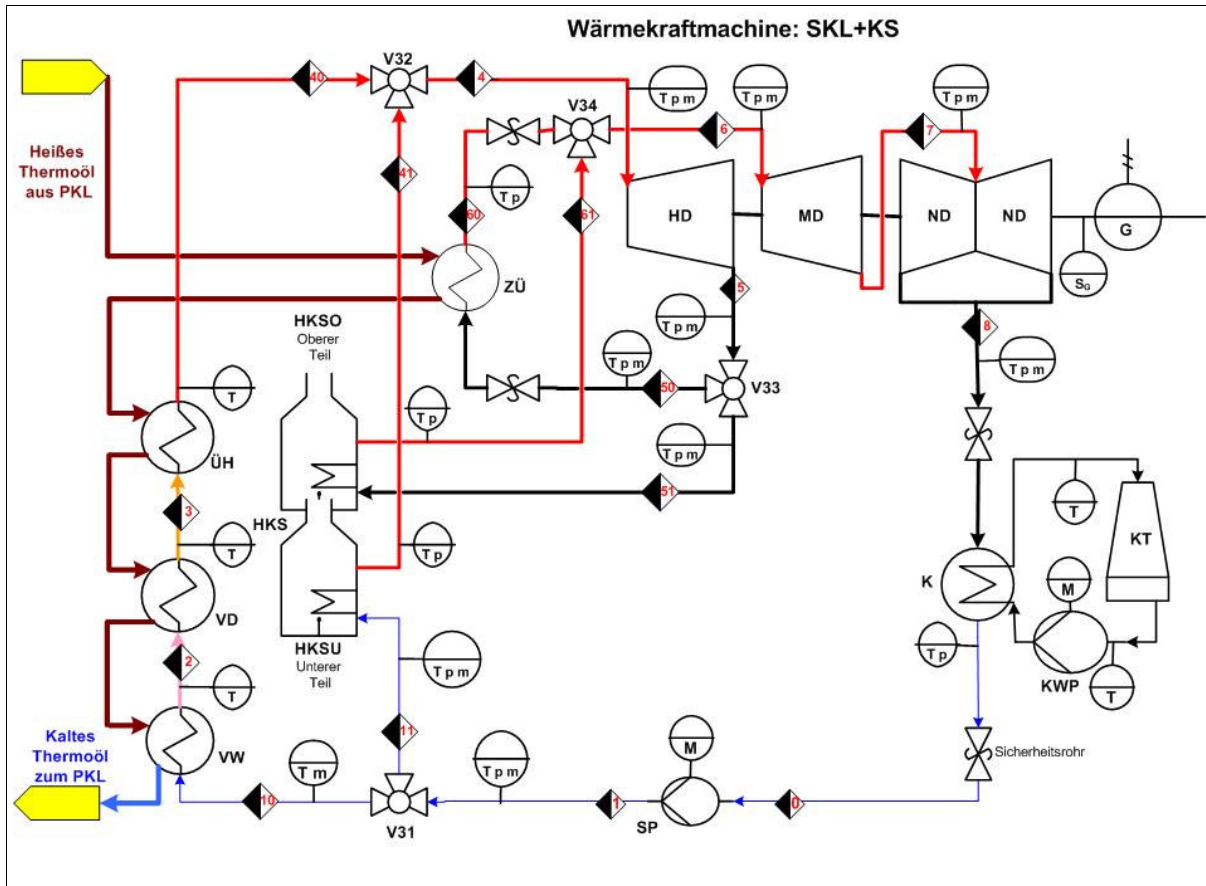 Wärmekraftmachine: SKL+KS
V32
40
4
T p m
T p m
T p m
V34
6
7
Heißes
Thermoöl
aus PKL
41
T p
60
61
HD
MD
ND
ND
G
ZÜ
SG
5
8
HKSO
Oberer
Teil
T p m
T p m
T p m
50
V33
T
T p
T p m
ÜH
51
3
HKS
T
T p
T
KT
VD
K
M
HKSU
Unterer
Teil
2
T
T p m
T p
KWP
T
Kaltes
Thermoöl
zum PKL
VW
11
T m
T p m
M
Sicherheitsrohr
10
V31
1
SP
0